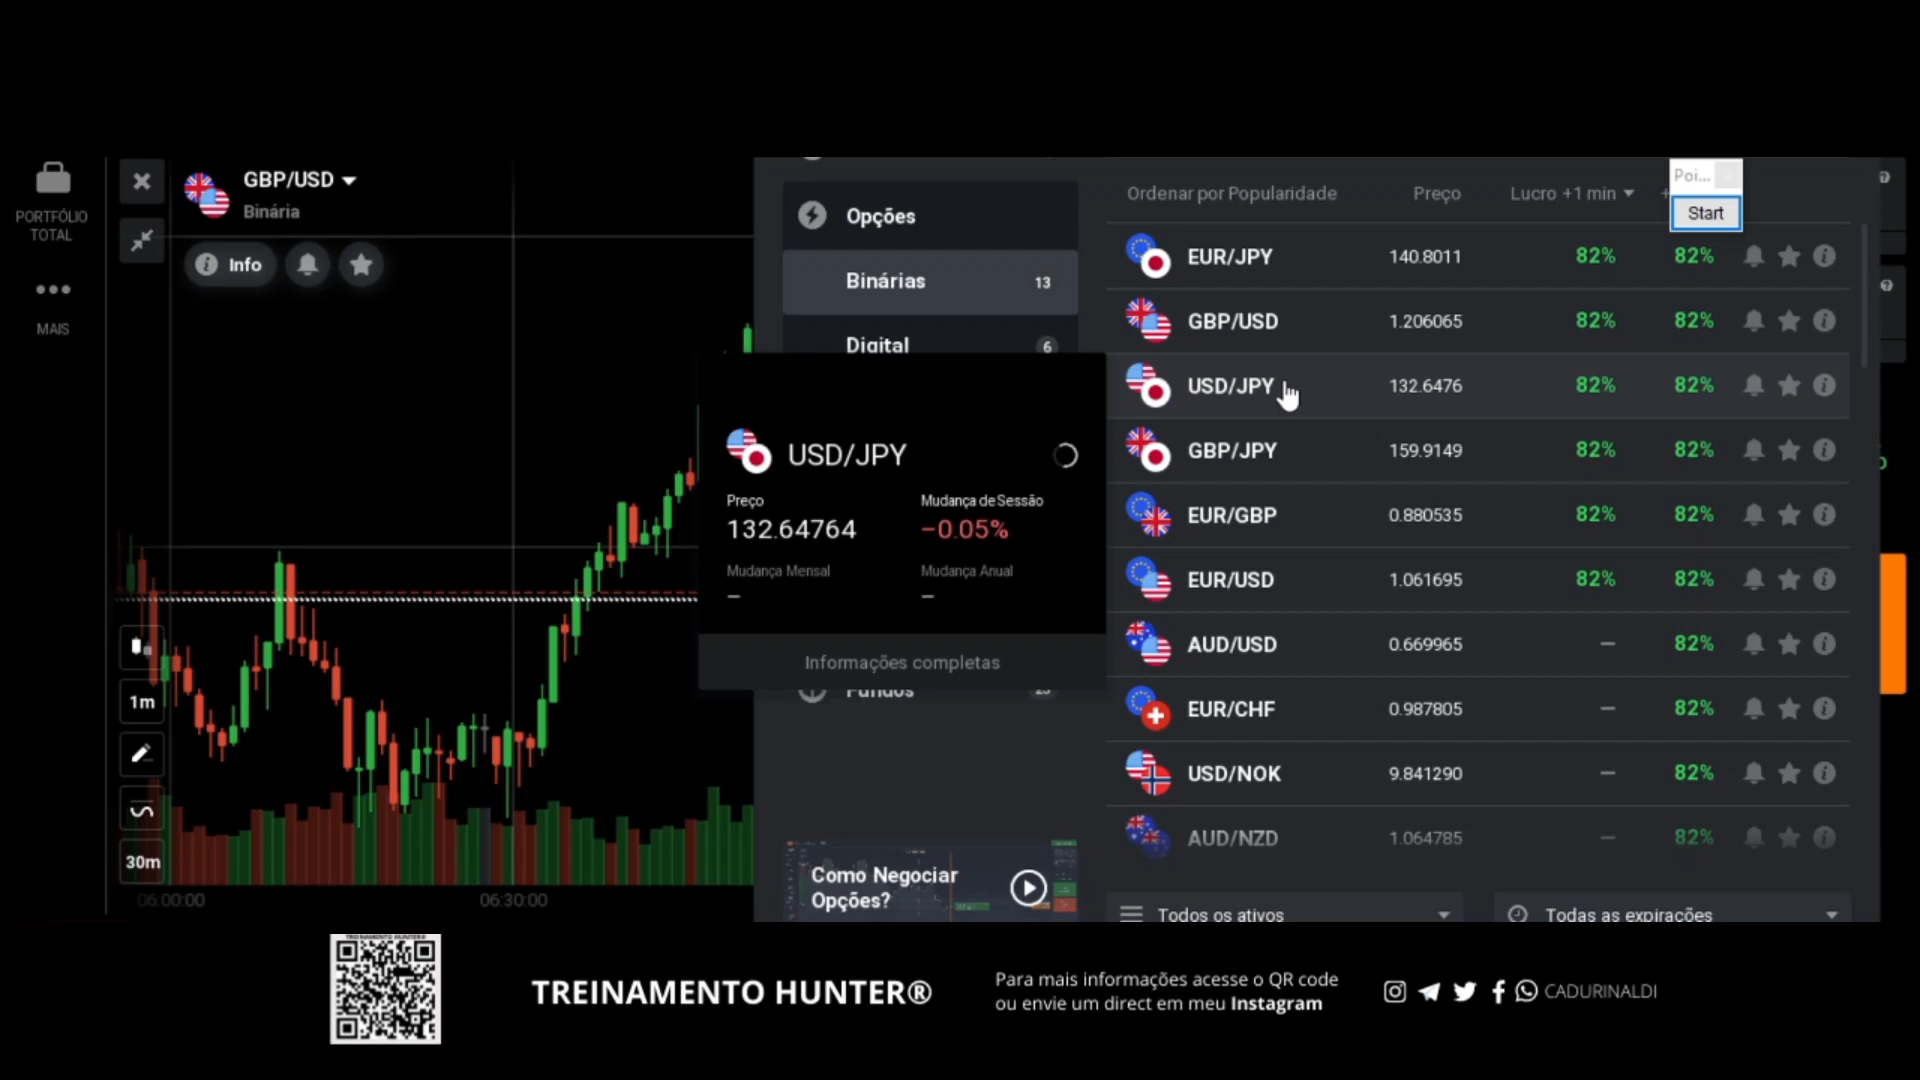 PORTFÓLIO
TOTAL
MAIS
GBP/USD
Binária
Info
1m
30m
06:00:00
06:30:00
Opções
Binárias 13
Digital 6
USD/JPY
Preço Mudança de Sessão
132.64764 −0.05%
Mudança Mensal Mudança Anual
– –
Informações completas
Fundos
Como Negociar
Opções?
Ordenar por Popularidade Preço Lucro +1 min +
Poi...
Start
EUR/JPY 140.8011 82% 82%
GBP/USD 1.206065 82% 82%
USD/JPY 132.6476 82% 82%
GBP/JPY 159.9149 82% 82%
EUR/GBP 0.880535 82% 82%
EUR/USD 1.061695 82% 82%
AUD/USD 0.669965 – 82%
EUR/CHF 0.987805 – 82%
USD/NOK 9.841290 – 82%
AUD/NZD 1.064785 – 82%
Todos os ativos Todas as expirações
TREINAMENTO HUNTER®
Para mais informações acesse o QR code
ou envie um direct em meu Instagram
CADURINALDI